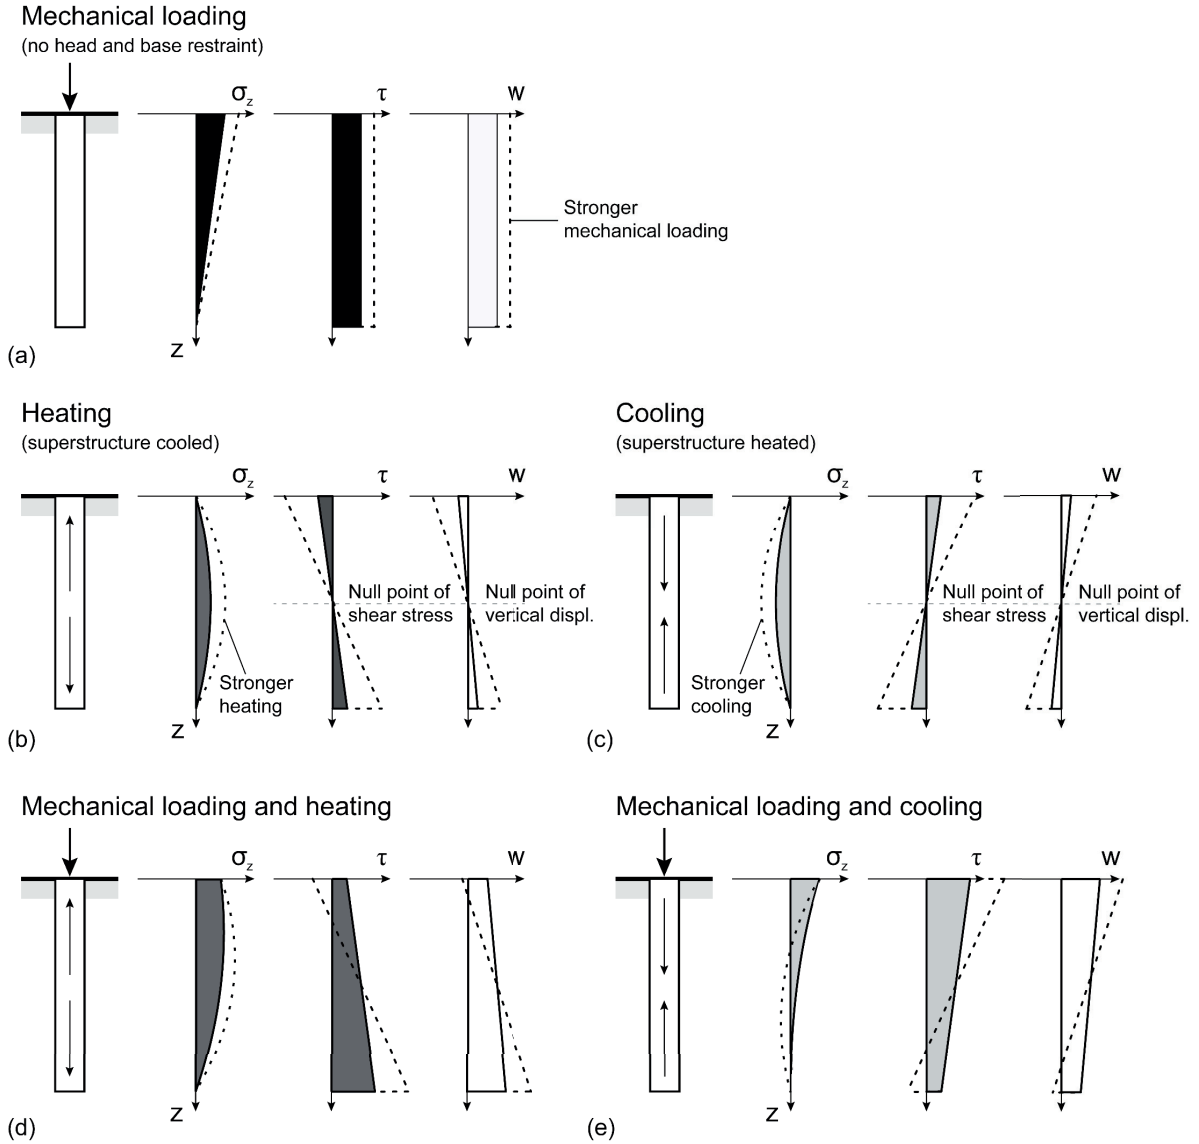 Mechanical loading
(no head and base restraint)
σz τ w
Stronger
mechanical loading
z
(a)
Heating
(superstructure cooled)
σz τ w
Null point of
shear stress
Null point of
vertical displ.
Stronger
heating
z
(b)
Cooling
(superstructure heated)
σz τ w
Null point of
shear stress
Null point of
vertical displ.
Stronger
cooling
z
(c)
Mechanical loading and heating
σz τ w
z
(d)
Mechanical loading and cooling
σz τ w
z
(e)